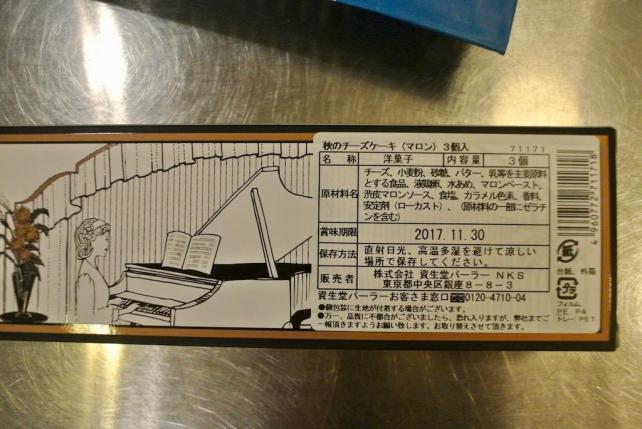 秋のチーズケーキ(マロン)3個入 71171
名 称 洋菓子 内容量 3個
原材料名 チーズ、小麦粉、砂糖、バター、乳等を主要原料
とする食品、液鶏卵、水あめ、マロンペースト、
渋皮マロンソース、食塩、カラメル色素、香料、
安定剤(ローカスト)、(原材料の一部にゼラチ
ンを含む)
賞味期限 2017.11.30
保存方法 直射日光、高温多湿を避けて涼しい
場所で保存してください。
販売者 株式会社 資生堂パーラー NKS
東京都中央区銀座8-8-3
資生堂パーラーお客さま窓口 0120-4710-04
●個包装に生地が付着する場合がございます。
●万一、品質に不都合がございましたら、恐れ入りますが、弊社までご
一報頂きますようお願い致します。お取り替えさせて頂きます。
4 960772 711718
紙
台紙、外箱
プラ
フィルム
PE, PA
トレー:PET